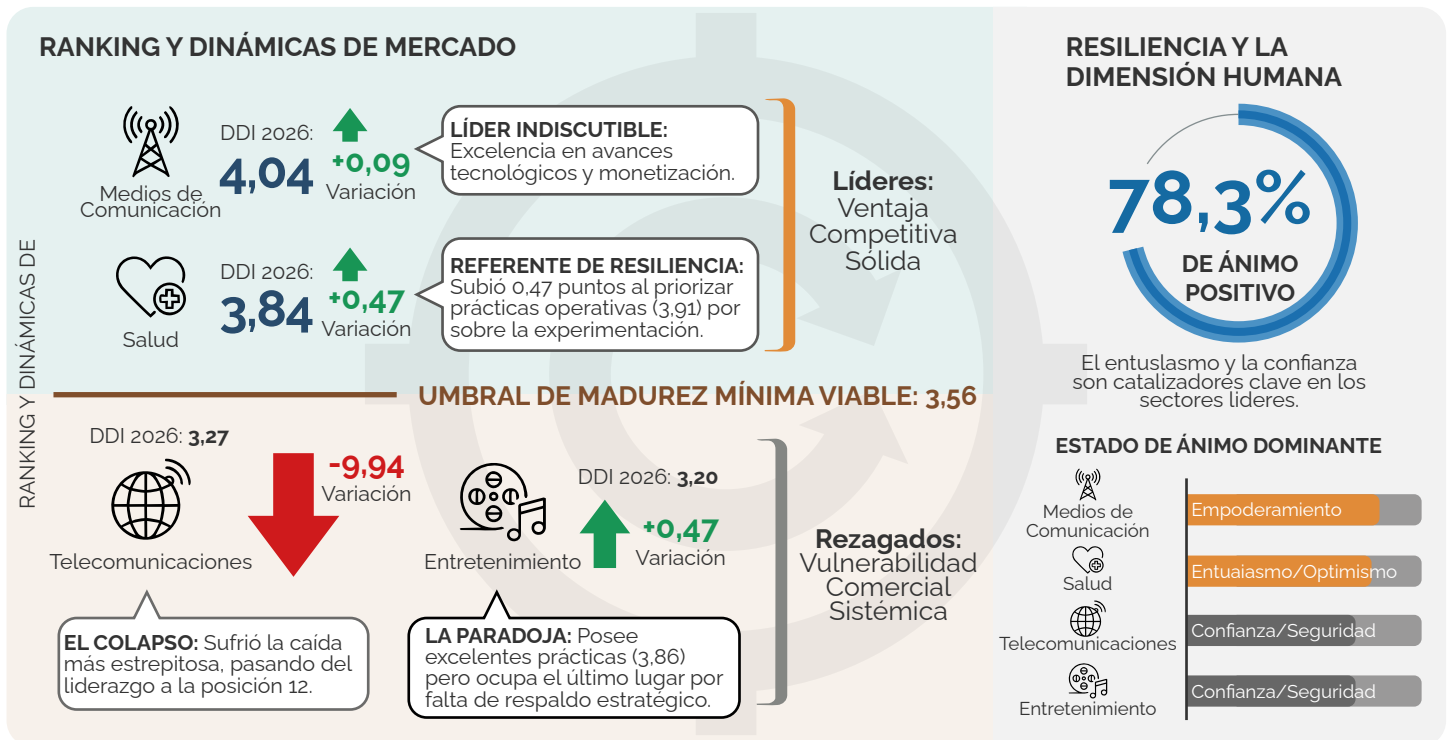 RANKING Y DINÁMICAS DE MERCADO
RANKING Y DINÁMICAS DE
Medios de
Comunicación
DDI 2026:
4,04
+0,09
Variación
LÍDER INDISCUTIBLE:
Excelencia en avances
tecnológicos y monetización.
Salud
DDI 2026:
3,84
+0,47
Variación
REFERENTE DE RESILIENCIA:
Subió 0,47 puntos al priorizar
prácticas operativas (3,91) por
sobre la experimentación.
Líderes:
Ventaja
Competitiva
Sólida
UMBRAL DE MADUREZ MÍNIMA VIABLE: 3,56
DDI 2026: 3,27
-9,94
Variación
Telecomunicaciones
EL COLAPSO: Sufrió la caída
más estrepitosa, pasando del
liderazgo a la posición 12.
DDI 2026: 3,20
+0,47
Variación
Entretenimiento
LA PARADOJA: Posee
excelentes prácticas (3,86)
pero ocupa el último lugar por
falta de respaldo estratégico.
Rezagados:
Vulnerabilidad
Comercial
Sistémica
RESILIENCIA Y LA
DIMENSIÓN HUMANA
78,3%
DE ÁNIMO
POSITIVO
El entuslasmo y la confianza
son catalizadores clave en los
sectores lideres.
ESTADO DE ÁNIMO DOMINANTE
Medios de
Comunicación
Empoderamiento
Salud
Entuaiasmo/Optimismo
Telecomunicaciones
Confianza/Seguridad
Entretenimiento
Confianza/Seguridad